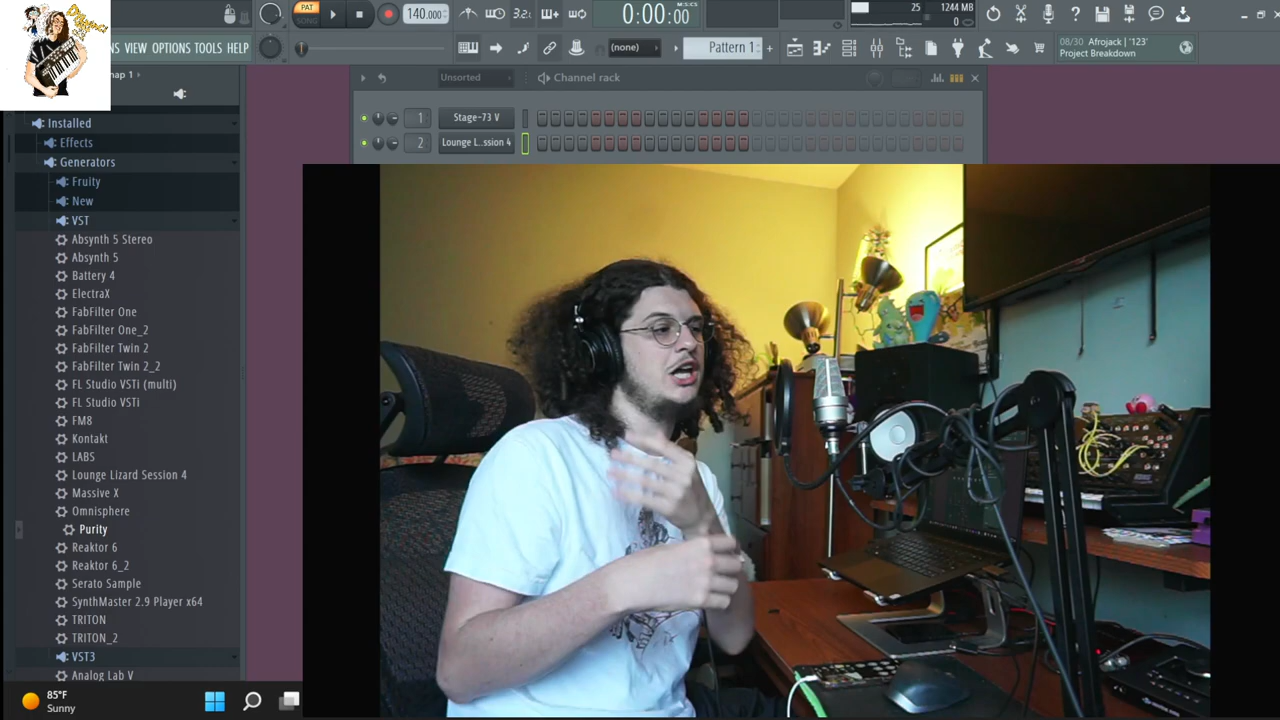 PAT
SONG
140.000
3.2.
0:00:00
25
1244 MB
0
VIEW OPTIONS TOOLS HELP
(none)
Pattern 1
08/30 Afrojack | '123'
Project Breakdown
Unsorted
Channel rack
1
Stage-73 V
2
Lounge L..ssion 4
Installed
Effects
Generators
Fruity
New
VST
Absynth 5 Stereo
Absynth 5
Battery 4
ElectraX
FabFilter One
FabFilter One_2
FabFilter Twin 2
FabFilter Twin 2_2
FL Studio VSTi (multi)
FL Studio VSTi
FM8
Kontakt
LABS
Lounge Lizard Session 4
Massive X
Omnisphere
Purity
Reaktor 6
Reaktor 6_2
Serato Sample
SynthMaster 2.9 Player x64
TRITON
TRITON_2
VST3
Analog Lab V
85°F
Sunny